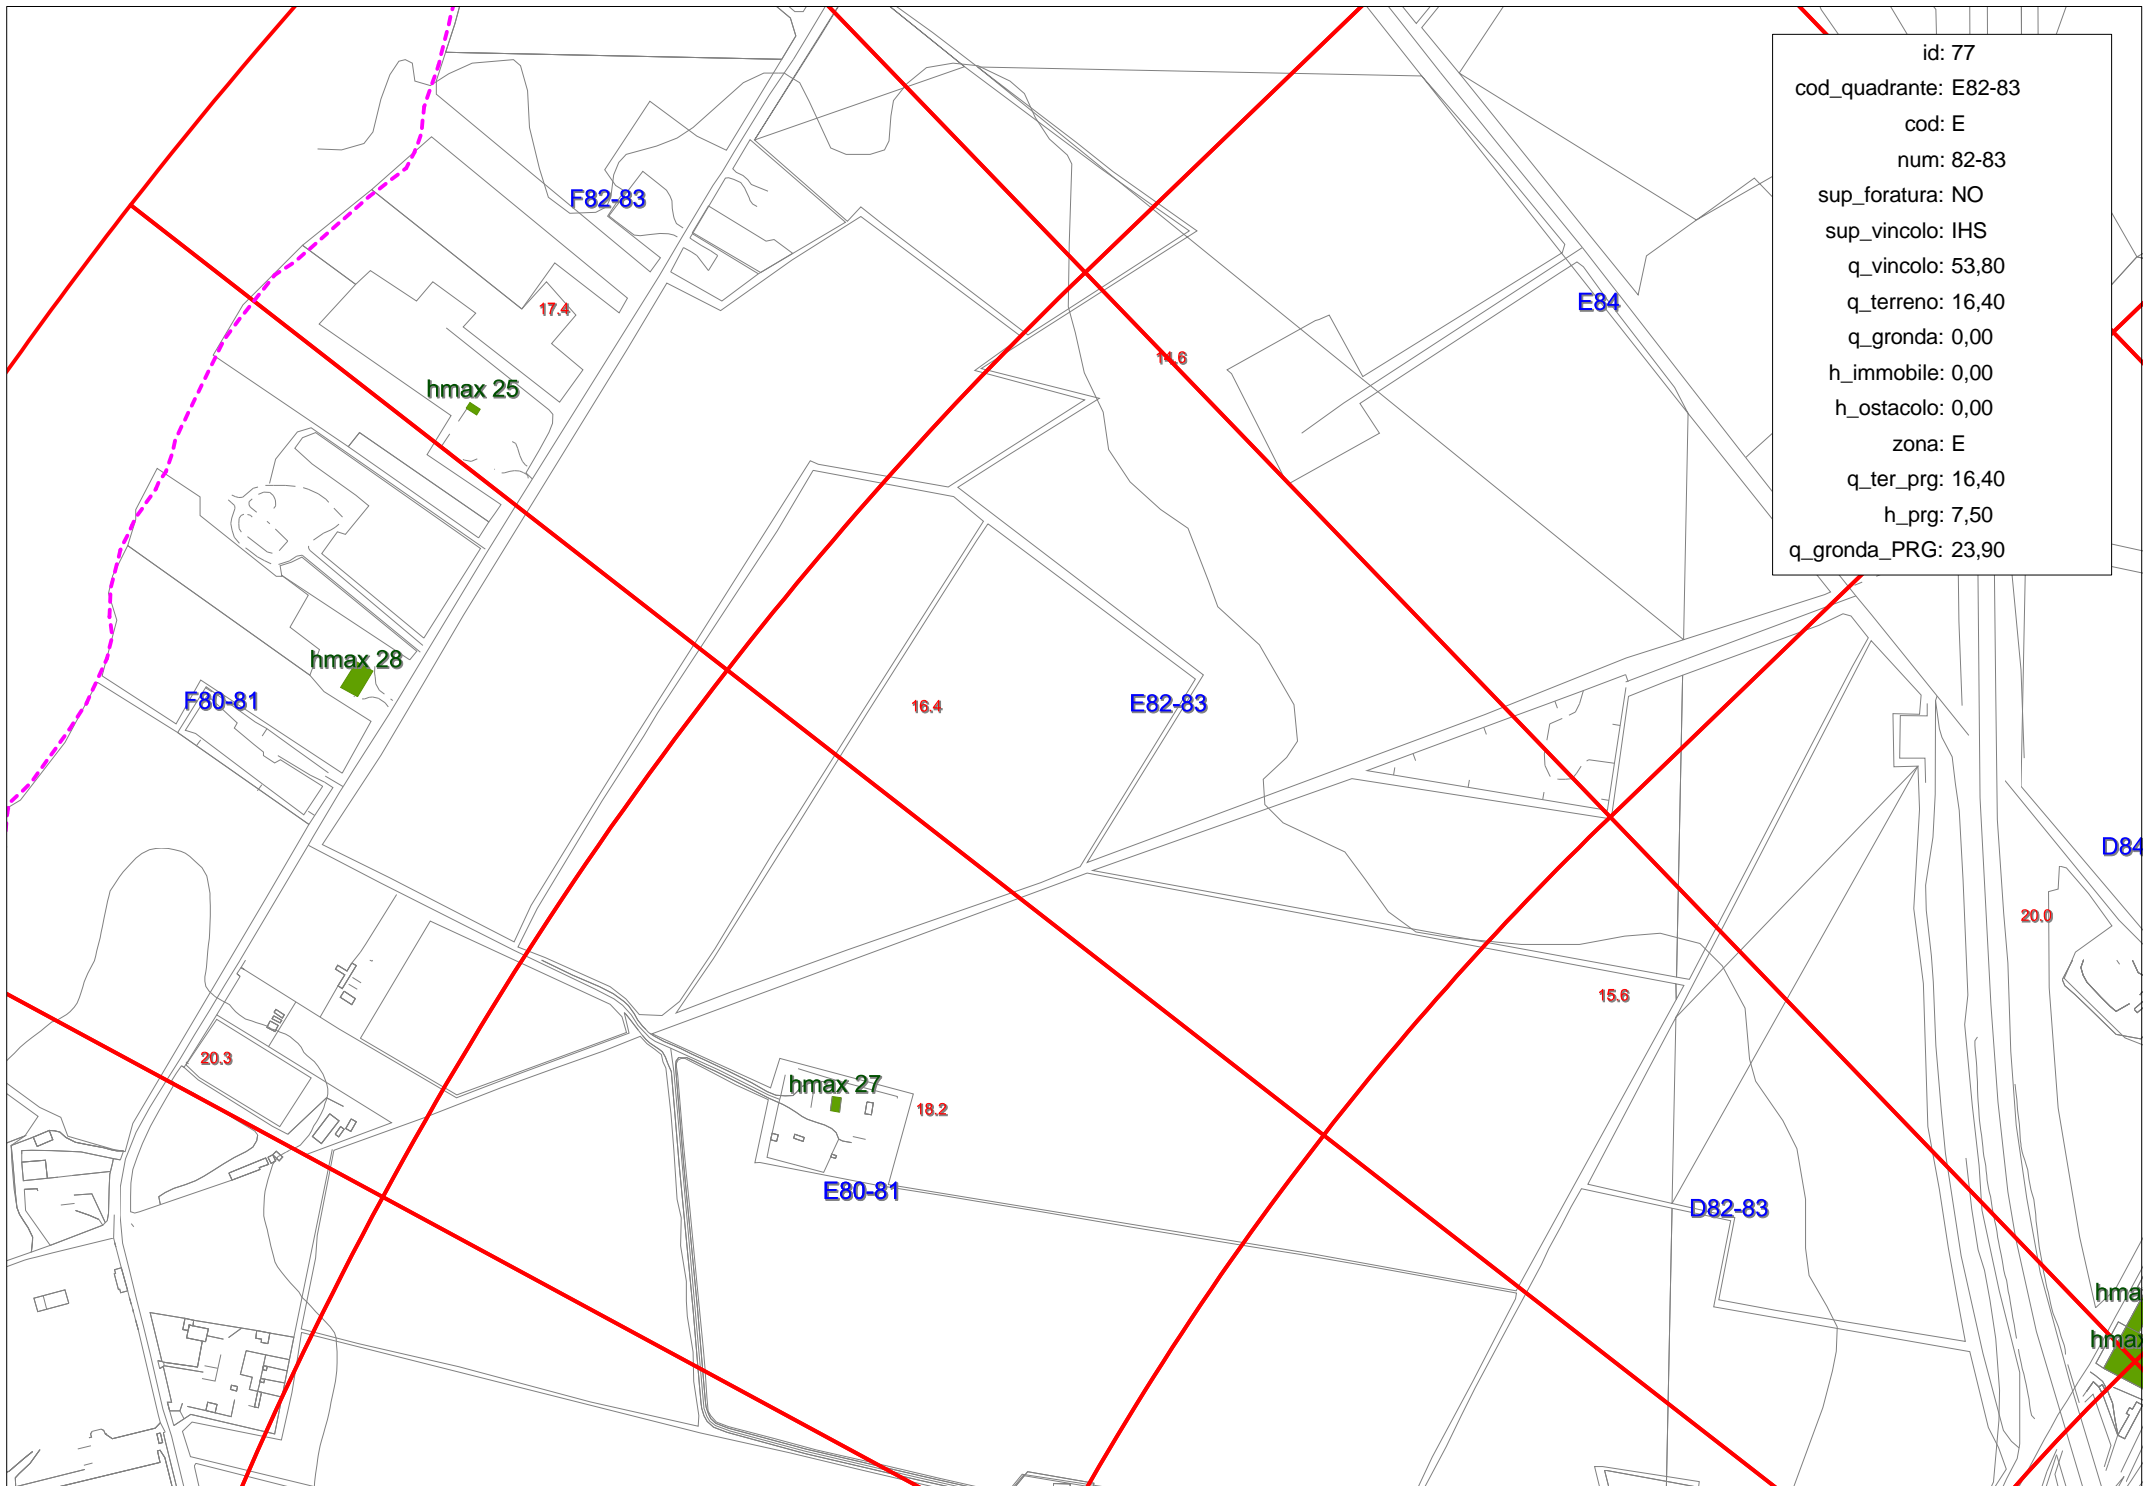 id: 77
cod_quadrante: E82-83
cod: E
num: 82-83
sup_foratura: NO
sup_vincolo: IHS
q_vincolo: 53,80
q_terreno: 16,40
q_gronda: 0,00
h_immobile: 0,00
h_ostacolo: 0,00
zona: E
q_ter_prg: 16,40
h_prg: 7,50
q_gronda_PRG: 23,90
F82-83
E84
17.4
14.6
hmax 25
hmax 28
F80-81
16.4
E82-83
D84
20.0
15.6
20.3
hmax 27
18.2
E80-81
D82-83
hma
hmax